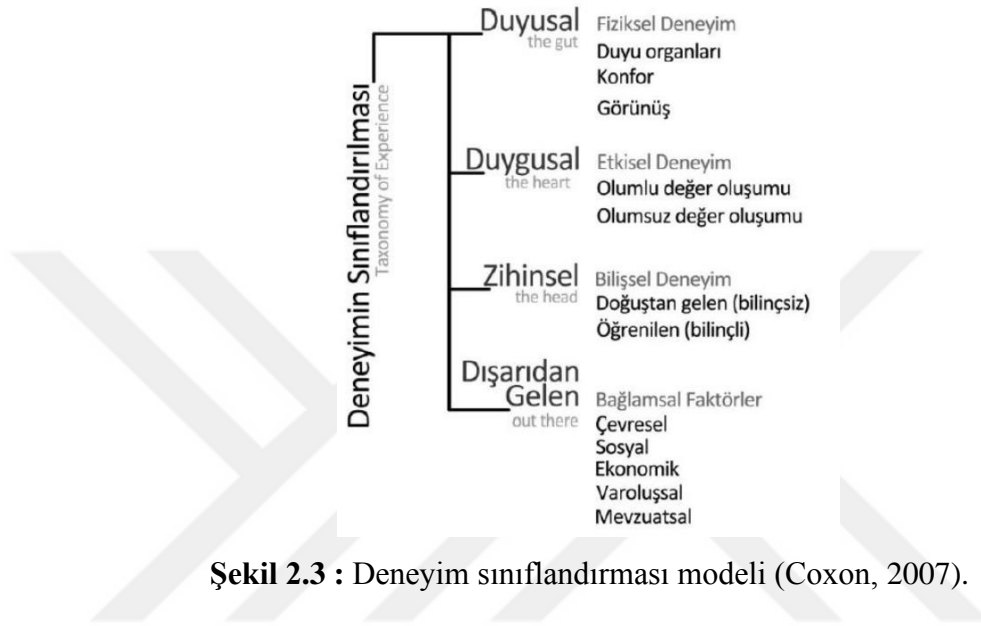 Deneyimin Sınıflandırılması
Taxonomy of Experience
Duyusal
the gut
Fiziksel Deneyim
Duyu organları
Konfor
Görünüş
Duygusal
the heart
Etkisel Deneyim
Olumlu değer oluşumu
Olumsuz değer oluşumu
Zihinsel
the head
Bilişsel Deneyim
Doğuştan gelen (bilinçsiz)
Öğrenilen (bilinçli)
Dışarıdan
Gelen
out there
Bağlamsal Faktörler
Çevresel
Sosyal
Ekonomik
Varoluşsal
Mevzuatsal
Şekil 2.3 : Deneyim sınıflandırması modeli (Coxon, 2007).